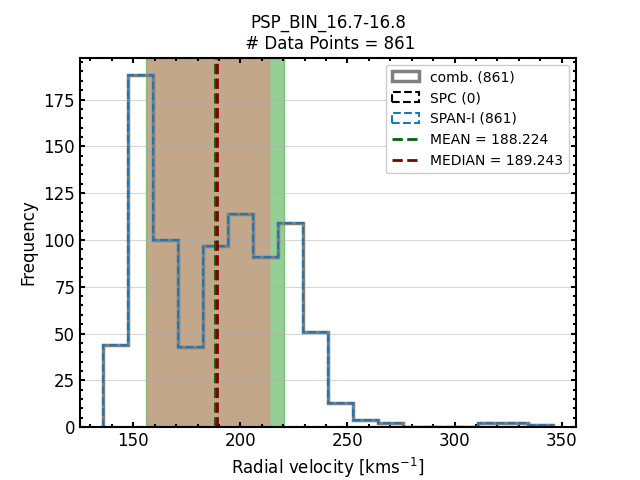 PSP_BIN_16.7-16.8
# Data Points = 861
comb. (861)
SPC (0)
SPAN-I (861)
MEAN = 188.224
MEDIAN = 189.243
Frequency
175
150
125
100
75
50
25
0
150
200
250
300
350
Radial velocity [kms⁻¹]